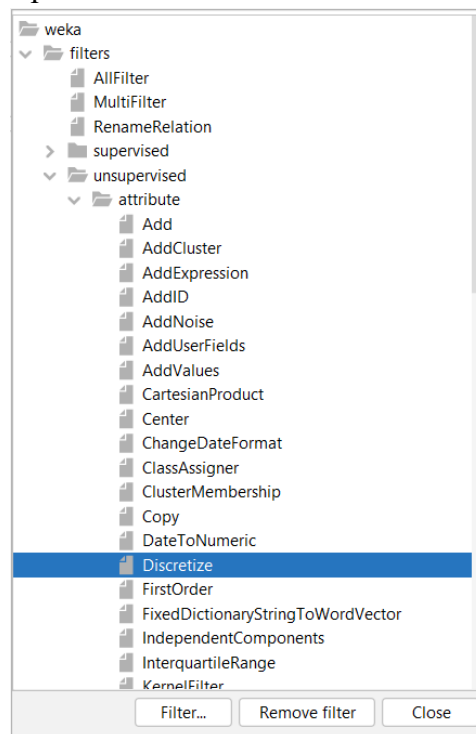 weka
filters
AllFilter
MultiFilter
RenameRelation
supervised
unsupervised
attribute
Add
AddCluster
AddExpression
AddID
AddNoise
AddUserFields
AddValues
CartesianProduct
Center
ChangeDateFormat
ClassAssigner
ClusterMembership
Copy
DateToNumeric
Discretize
FirstOrder
FixedDictionaryStringToWordVector
IndependentComponents
InterquartileRange
KernelFilter
Filter... Remove filter Close